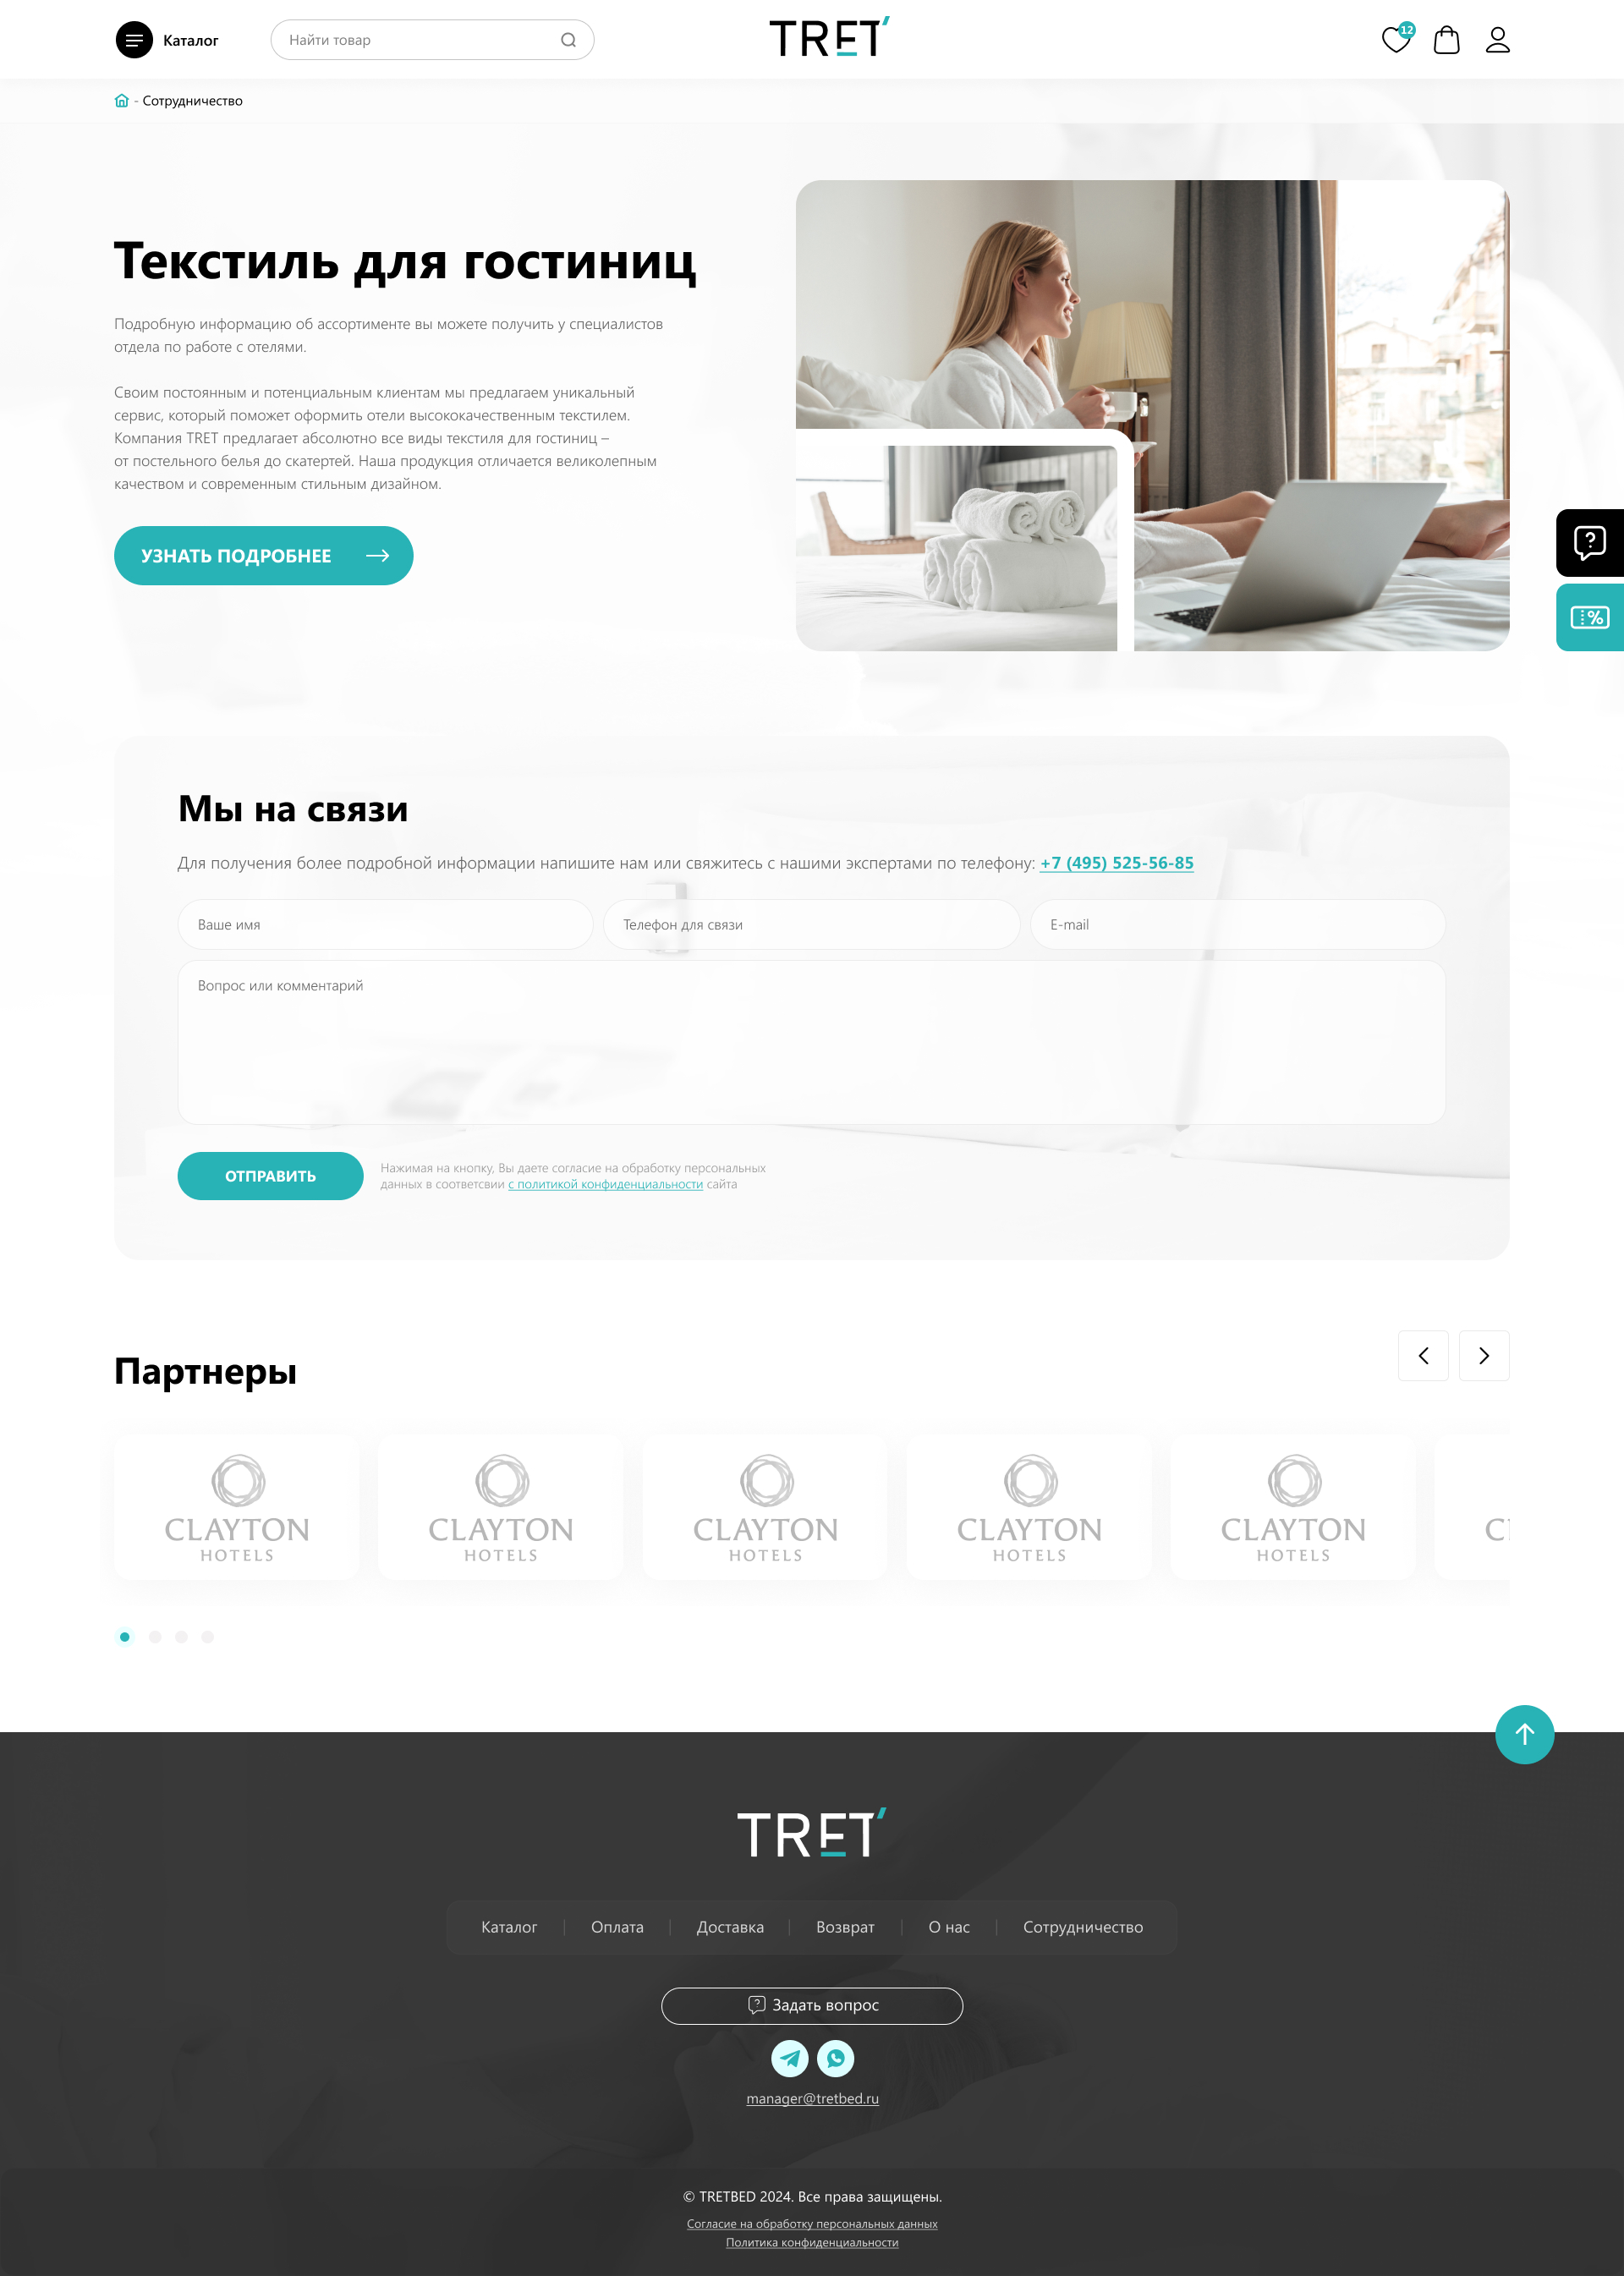 Каталог
Найти товар
TRET'
12
- Сотрудничество
Текстиль для гостиниц
Подробную информацию об ассортименте вы можете получить у специалистов
отдела по работе с отелями.
Своим постоянным и потенциальным клиентам мы предлагаем уникальный
сервис, который поможет оформить отели высококачественным текстилем.
Компания TRET предлагает абсолютно все виды текстиля для гостиниц –
от постельного белья до скатертей. Наша продукция отличается великолепным
качеством и современным стильным дизайном.
УЗНАТЬ ПОДРОБНЕЕ
?
%
Мы на связи
Для получения более подробной информации напишите нам или свяжитесь с нашими экспертами по телефону: +7 (495) 525-56-85
Ваше имя
Телефон для связи
E-mail
Вопрос или комментарий
ОТПРАВИТЬ
Нажимая на кнопку, Вы даете согласие на обработку персональных
данных в соответсвии с политикой конфиденциальности сайта
Партнеры
CLAYTON
HOTELS
CLAYTON
HOTELS
CLAYTON
HOTELS
CLAYTON
HOTELS
CLAYTON
HOTELS
CL
TRET'
Каталог
Оплата
Доставка
Возврат
О нас
Сотрудничество
Задать вопрос
manager@tretbed.ru
© TRETBED 2024. Все права защищены.
Согласие на обработку персональных данных
Политика конфиденциальности